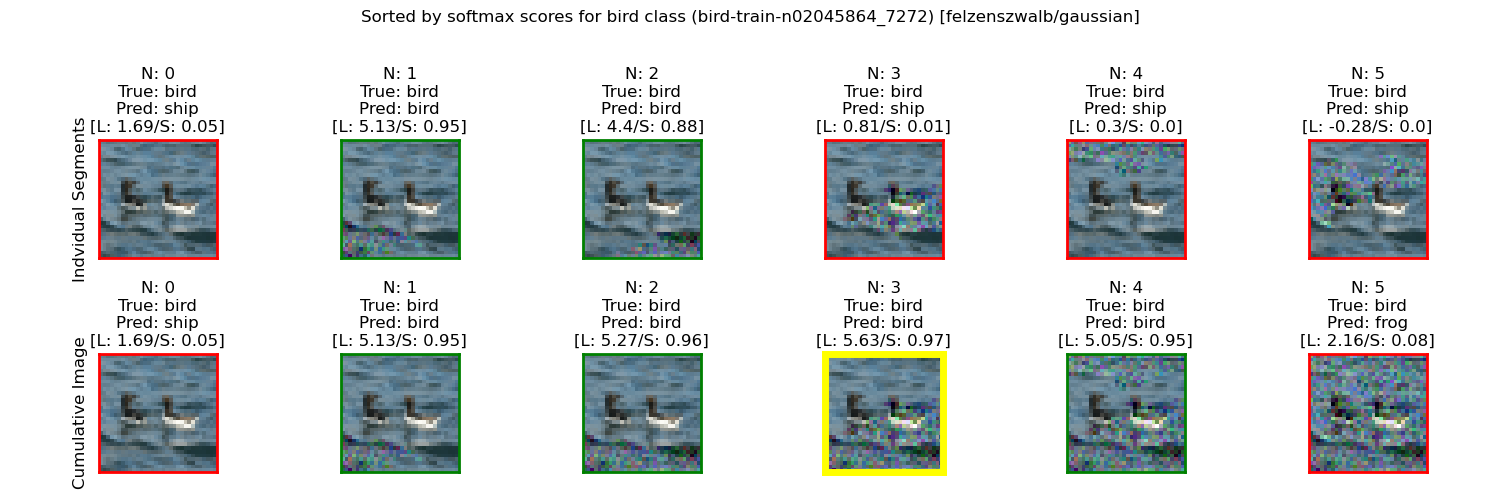 Sorted by softmax scores for bird class (bird-train-n02045864_7272) [felzenszwalb/gaussian]
Indvidual Segments
N: 0
True: bird
Pred: ship
[L: 1.69/S: 0.05]
N: 1
True: bird
Pred: bird
[L: 5.13/S: 0.95]
N: 2
True: bird
Pred: bird
[L: 4.4/S: 0.88]
N: 3
True: bird
Pred: ship
[L: 0.81/S: 0.01]
N: 4
True: bird
Pred: ship
[L: 0.3/S: 0.0]
N: 5
True: bird
Pred: ship
[L: -0.28/S: 0.0]
Cumulative Image
N: 0
True: bird
Pred: ship
[L: 1.69/S: 0.05]
N: 1
True: bird
Pred: bird
[L: 5.13/S: 0.95]
N: 2
True: bird
Pred: bird
[L: 5.27/S: 0.96]
N: 3
True: bird
Pred: bird
[L: 5.63/S: 0.97]
N: 4
True: bird
Pred: bird
[L: 5.05/S: 0.95]
N: 5
True: bird
Pred: frog
[L: 2.16/S: 0.08]